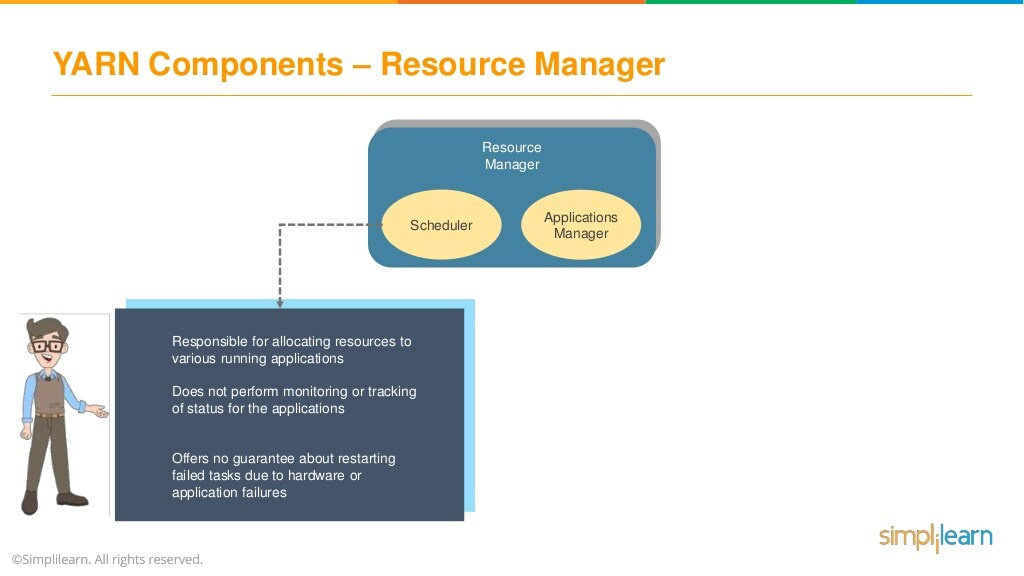 YARN Components – Resource Manager
Resource
Manager
Scheduler
Applications
Manager
Responsible for allocating resources to
various running applications
Does not perform monitoring or tracking
of status for the applications
Offers no guarantee about restarting
failed tasks due to hardware or
application failures
simplilearn
©Simplilearn. All rights reserved.